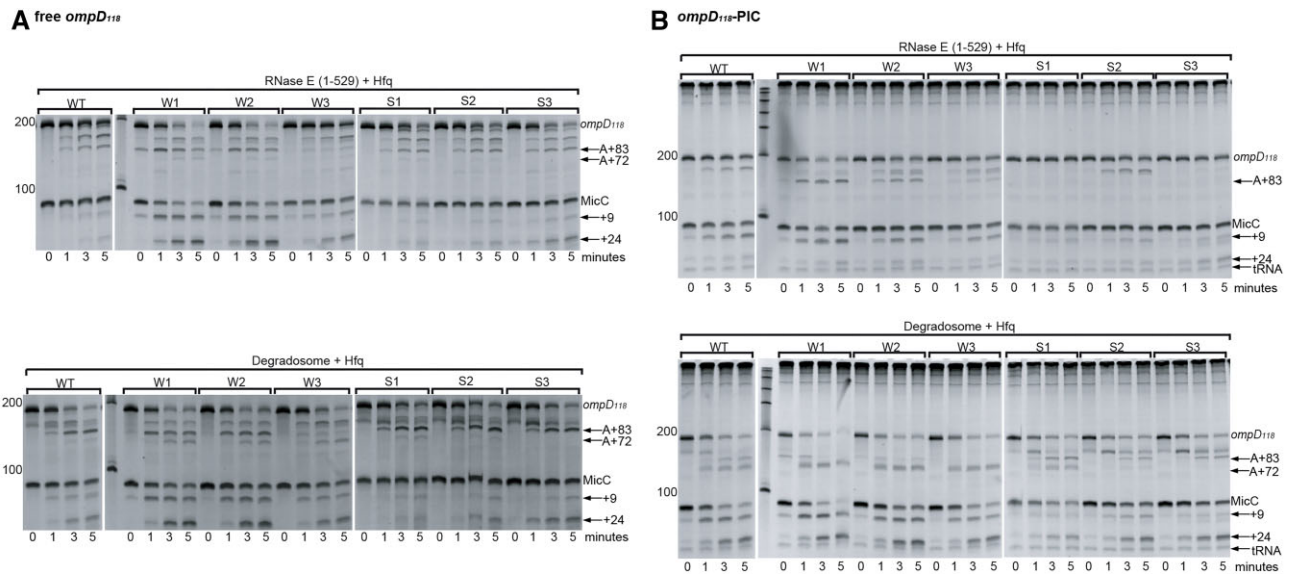 A free ompD118
RNase E (1-529) + Hfq
WT W1 W2 W3 S1 S2 S3
200
100
ompD118
A+83
A+72
MicC
+9
+24
0 1 3 5 0 1 3 5 0 1 3 5 0 1 3 5 0 1 3 5 0 1 3 5 0 1 3 5
minutes
Degradosome + Hfq
WT W1 W2 W3 S1 S2 S3
200
100
ompD118
A+83
A+72
MicC
+9
+24
0 1 3 5 0 1 3 5 0 1 3 5 0 1 3 5 0 1 3 5 0 1 3 5 0 1 3 5
minutes
B ompD118-PIC
RNase E (1-529) + Hfq
WT W1 W2 W3 S1 S2 S3
200
100
ompD118
A+83
MicC
+9
+24
tRNA
0 1 3 5 0 1 3 5 0 1 3 5 0 1 3 5 0 1 3 5 0 1 3 5 0 1 3 5
minutes
Degradosome + Hfq
WT W1 W2 W3 S1 S2 S3
200
100
ompD118
A+83
A+72
MicC
+9
+24
tRNA
0 1 3 5 0 1 3 5 0 1 3 5 0 1 3 5 0 1 3 5 0 1 3 5 0 1 3 5
minutes